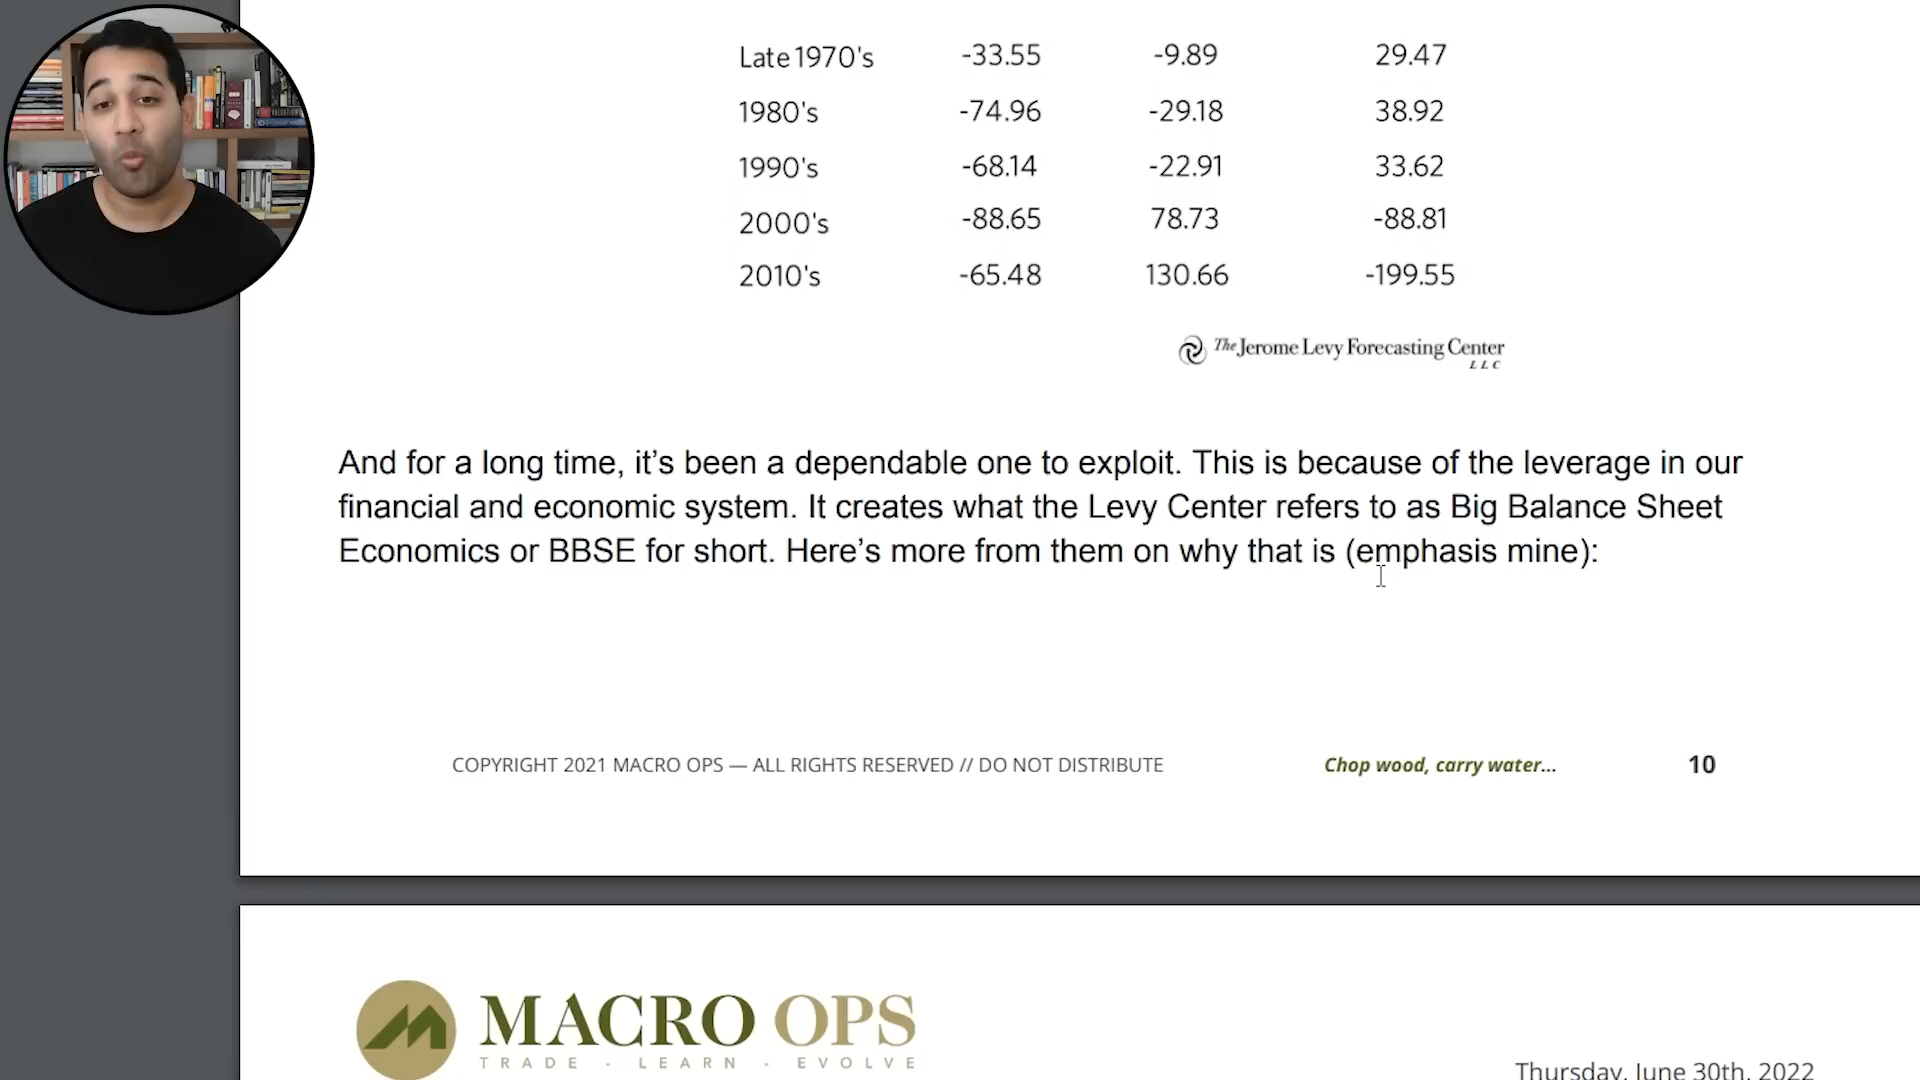 Late 1970's -33.55 -9.89 29.47
1980's -74.96 -29.18 38.92
1990's -68.14 -22.91 33.62
2000's -88.65 78.73 -88.81
2010's -65.48 130.66 -199.55
The Jerome Levy Forecasting Center
LLC
And for a long time, it’s been a dependable one to exploit. This is because of the leverage in our
financial and economic system. It creates what the Levy Center refers to as Big Balance Sheet
Economics or BBSE for short. Here’s more from them on why that is (emphasis mine):
COPYRIGHT 2021 MACRO OPS — ALL RIGHTS RESERVED // DO NOT DISTRIBUTE Chop wood, carry water... 10
MACRO OPS
TRADE - LEARN - EVOLVE
Thursday, June 30th, 2022